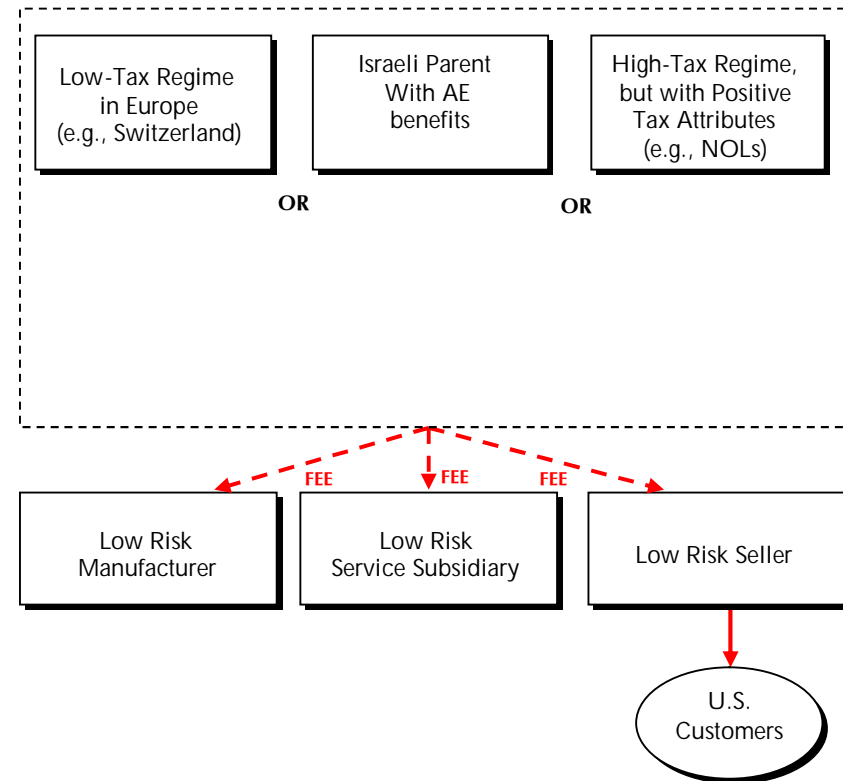 Low-Tax Regime
in Europe
(e.g., Switzerland)
Israeli Parent
With AE
benefits
High-Tax Regime,
but with Positive
Tax Attributes
(e.g., NOLs)
OR
OR
FEE
FEE
FEE
Low Risk
Manufacturer
Low Risk
Service Subsidiary
Low Risk Seller
U.S.
Customers